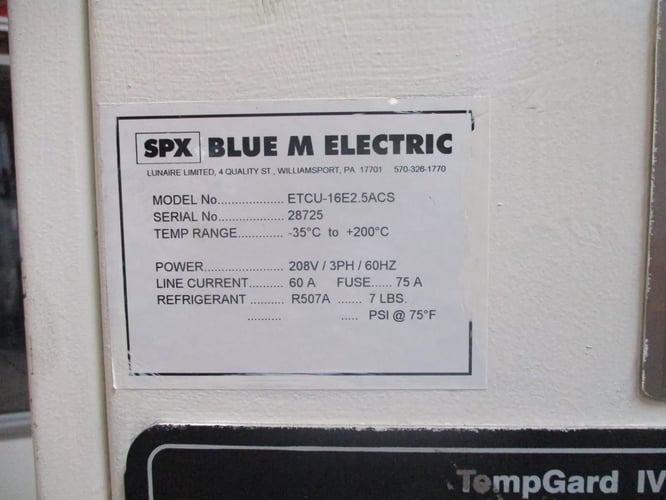 SPX BLUE M ELECTRIC
LUNAIRE LIMITED, 4 QUALITY ST., WILLIAMSPORT, PA 17701 570-326-1770
MODEL No.................... ETCU-16E2.5ACS
SERIAL No.................... 28725
TEMP RANGE............. -35°C to +200°C
POWER....................... 208V / 3PH / 60HZ
LINE CURRENT.......... 60 A FUSE...... 75 A
REFRIGERANT .......... R507A ....... 7 LBS.
.......... ..... PSI @ 75°F
TempGard IV